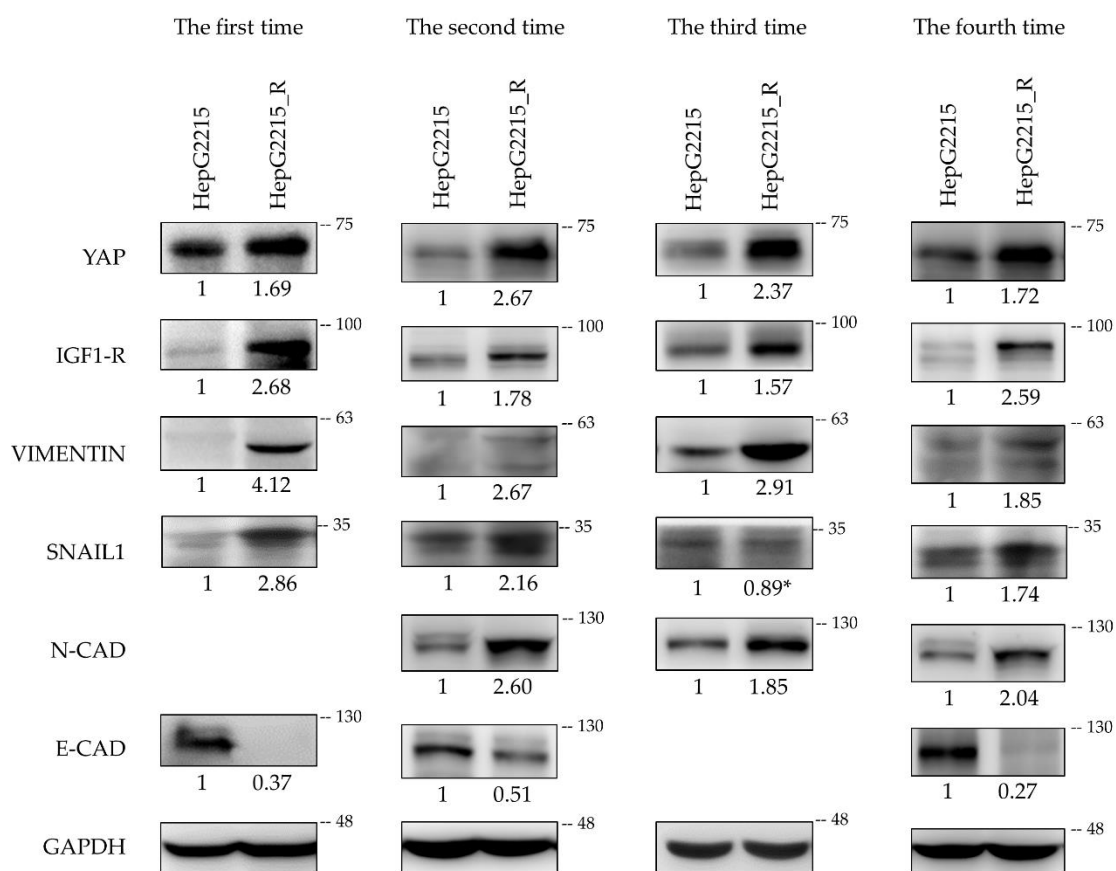 The first time The second time The third time The fourth time
HepG2215 HepG2215_R HepG2215 HepG2215_R HepG2215 HepG2215_R HepG2215 HepG2215_R
YAP -- 75 -- 75 -- 75 -- 75
1 1.69 1 2.67 1 2.37 1 1.72
IGF1-R -- 100 -- 100 -- 100 -- 100
1 2.68 1 1.78 1 1.57 1 2.59
VIMENTIN -- 63 -- 63 -- 63 -- 63
1 4.12 1 2.67 1 2.91 1 1.85
SNAIL1 -- 35 -- 35 -- 35 -- 35
1 2.86 1 2.16 1 0.89* 1 1.74
N-CAD -- 130 -- 130 -- 130
1 2.60 1 1.85 1 2.04
E-CAD -- 130 -- 130 -- 130
1 0.37 1 0.51 1 0.27
GAPDH -- 48 -- 48 -- 48 -- 48